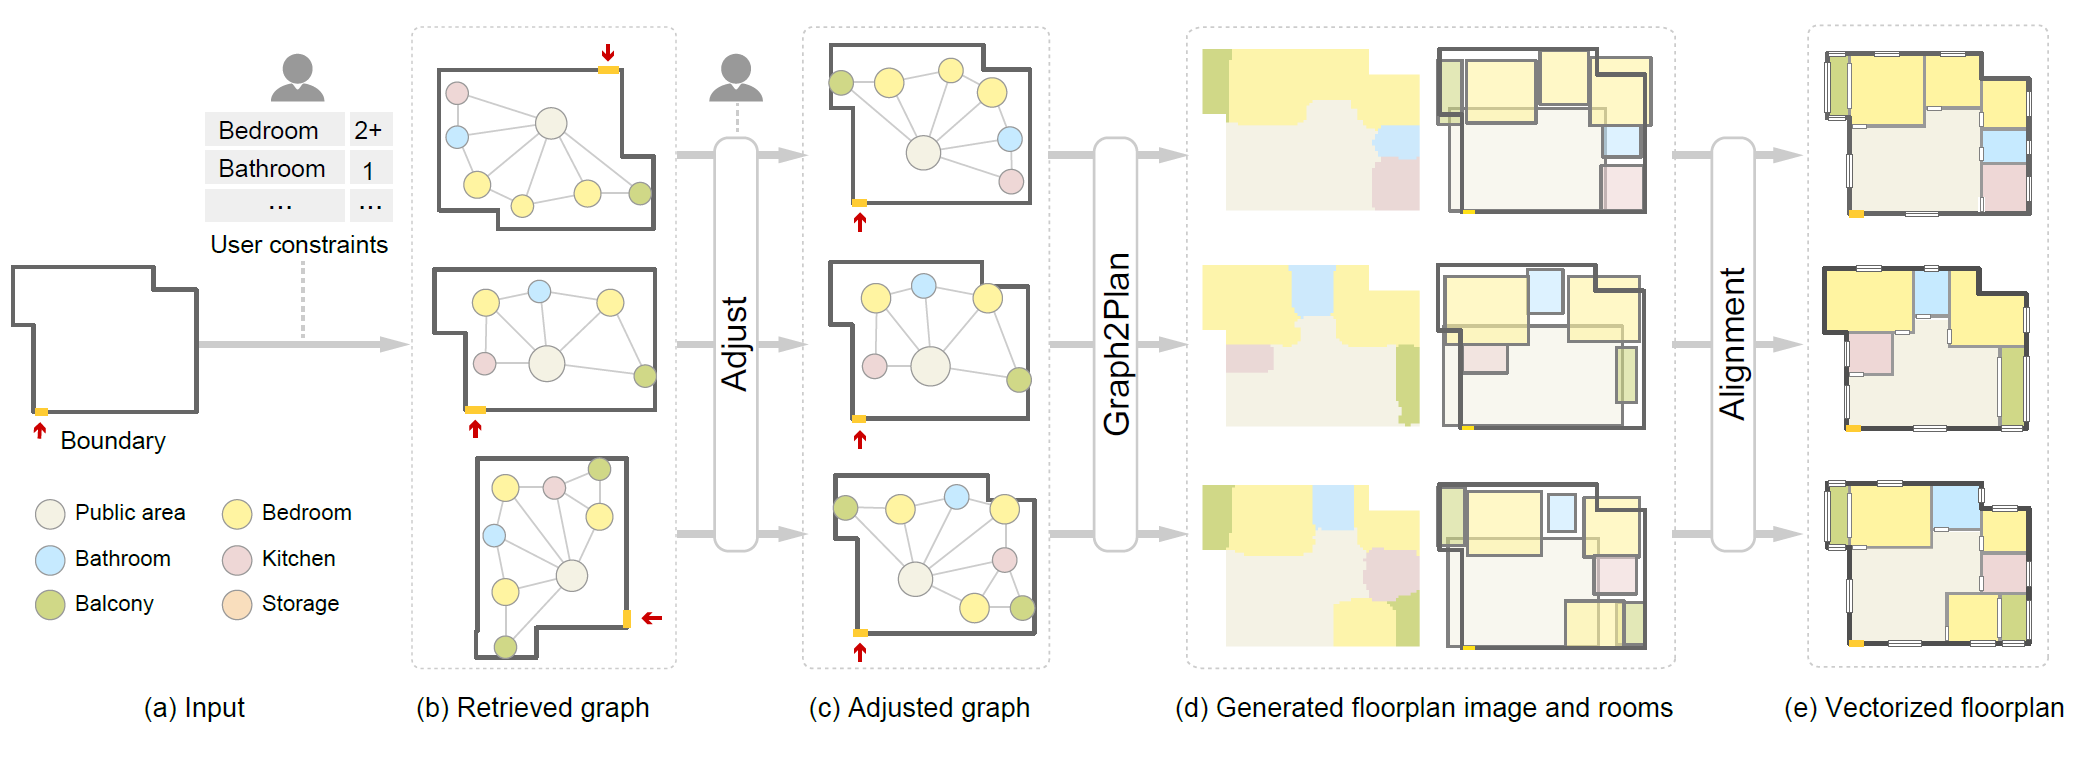 Bedroom 2+
Bathroom 1
... ...
User constraints
Boundary
Public area
Bedroom
Bathroom
Kitchen
Balcony
Storage
Adjust
Graph2Plan
Alignment
(a) Input
(b) Retrieved graph
(c) Adjusted graph
(d) Generated floorplan image and rooms
(e) Vectorized floorplan